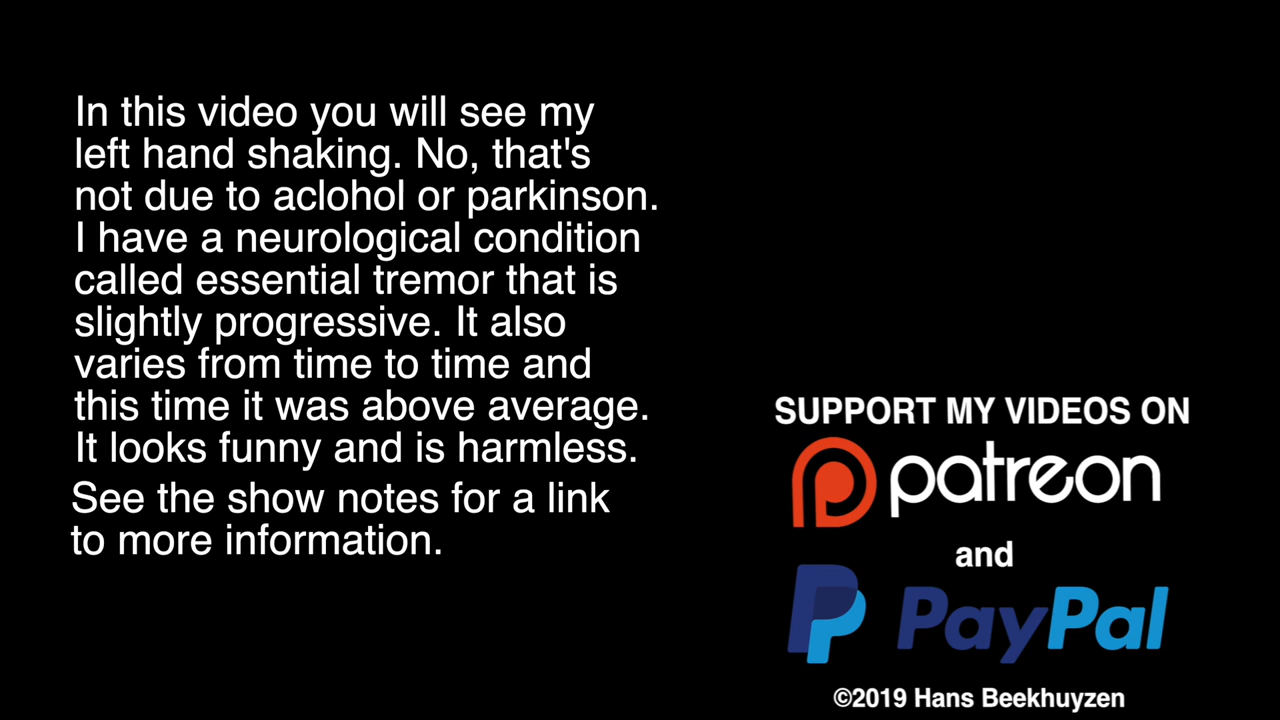 In this video you will see my
left hand shaking. No, that's
not due to aclohol or parkinson.
I have a neurological condition
called essential tremor that is
slightly progressive. It also
varies from time to time and
this time it was above average.
It looks funny and is harmless.
See the show notes for a link
to more information.
SUPPORT MY VIDEOS ON
patreon
and
PayPal
©2019 Hans Beekhuyzen